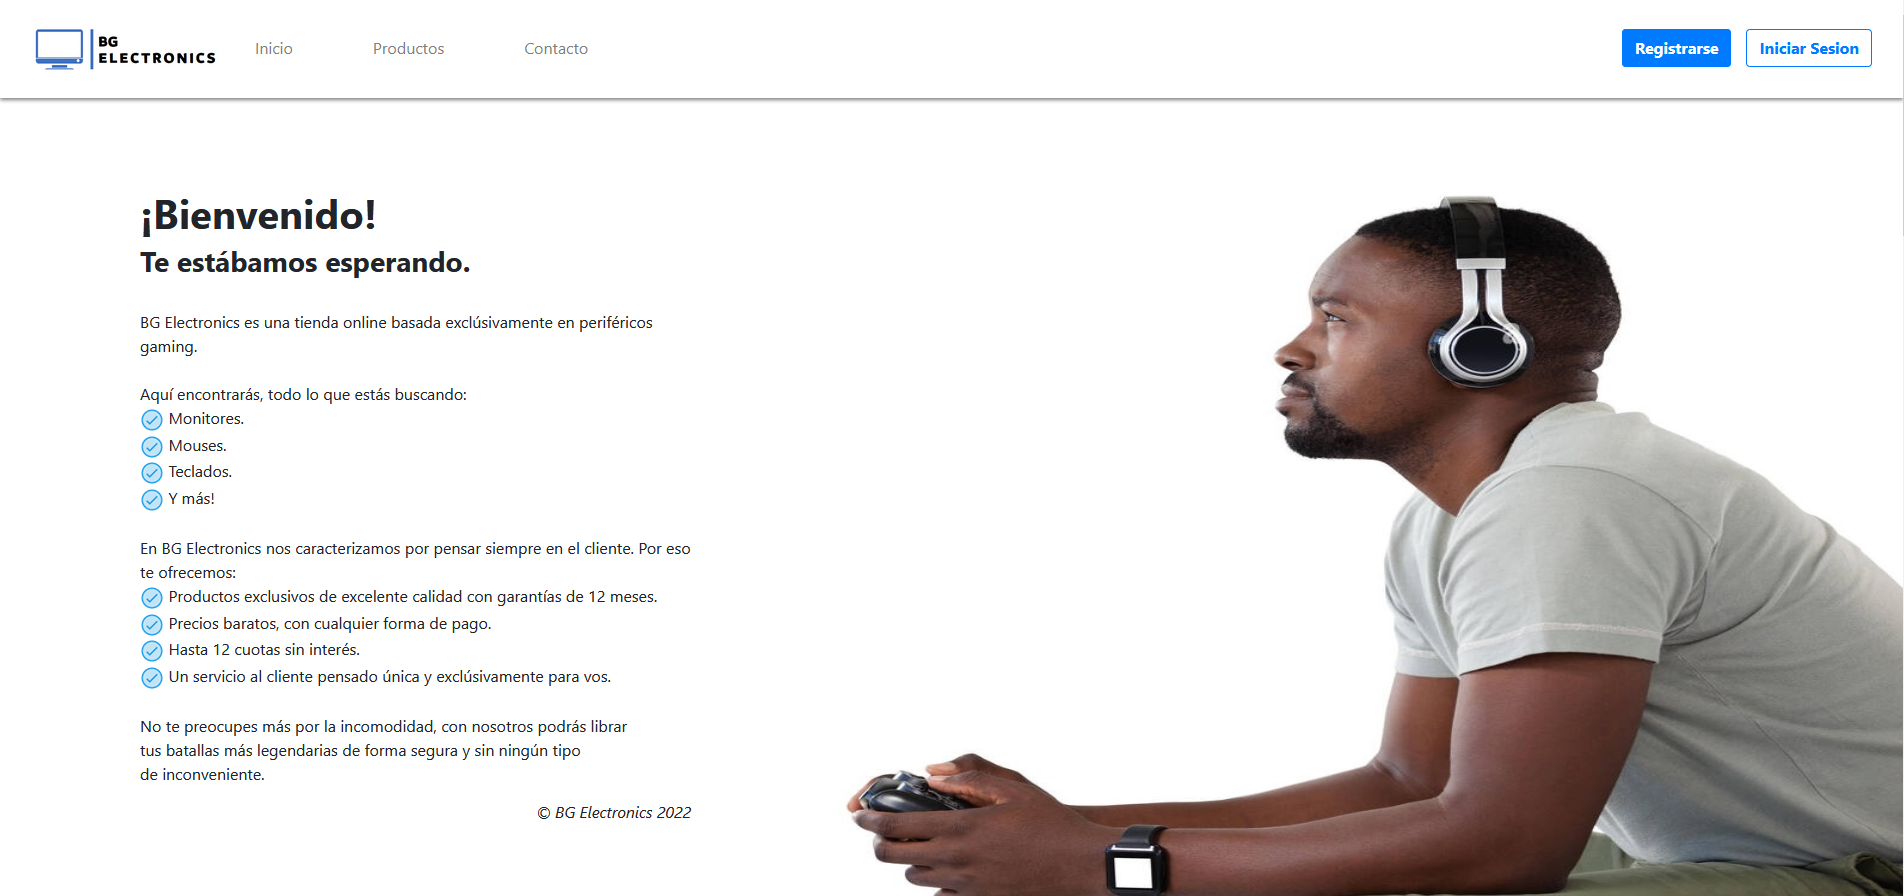 BG
ELECTRONICS
Inicio
Productos
Contacto
Registrarse
Iniciar Sesion
¡Bienvenido!
Te estábamos esperando.
BG Electronics es una tienda online basada exclúsivamente en periféricos
gaming.
Aquí encontrarás, todo lo que estás buscando:
Monitores.
Mouses.
Teclados.
Y más!
En BG Electronics nos caracterizamos por pensar siempre en el cliente. Por eso
te ofrecemos:
Productos exclusivos de excelente calidad con garantías de 12 meses.
Precios baratos, con cualquier forma de pago.
Hasta 12 cuotas sin interés.
Un servicio al cliente pensado única y exclúsivamente para vos.
No te preocupes más por la incomodidad, con nosotros podrás librar
tus batallas más legendarias de forma segura y sin ningún tipo
de inconveniente.
© BG Electronics 2022